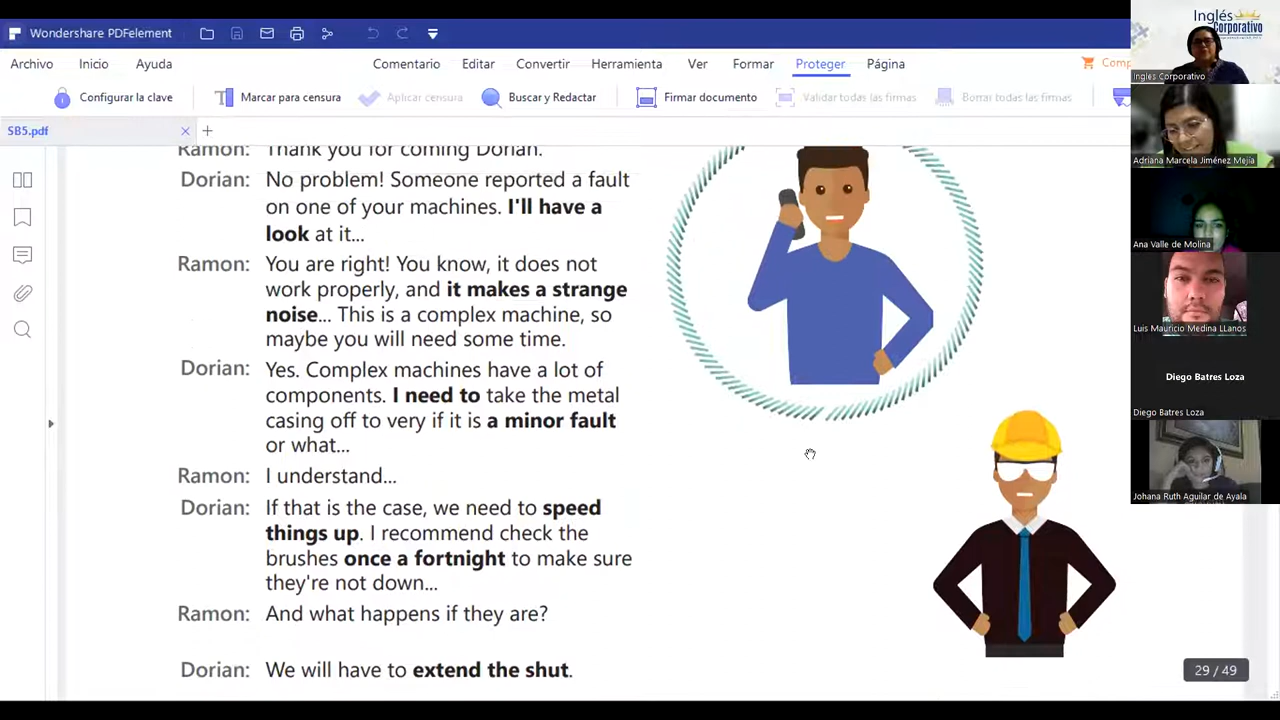 Wondershare PDFelement
Archivo Inicio Ayuda Comentario Editar Convertir Herramienta Ver Formar Proteger Página Comp
Configurar la clave Marcar para censura Aplicar censura Buscar y Redactar Firmar documento Validar todas las firmas Borrar todas las firmas
SB5.pdf
Ramon: Thank you for coming Dorian.
Dorian: No problem! Someone reported a fault
on one of your machines. I'll have a
look at it...
Ramon: You are right! You know, it does not
work properly, and it makes a strange
noise... This is a complex machine, so
maybe you will need some time.
Dorian: Yes. Complex machines have a lot of
components. I need to take the metal
casing off to very if it is a minor fault
or what...
Ramon: I understand...
Dorian: If that is the case, we need to speed
things up. I recommend check the
brushes once a fortnight to make sure
they're not down...
Ramon: And what happens if they are?
Dorian: We will have to extend the shut.
29 / 49
Inglés
Corporativo
Ingles Corporativo
Adriana Marcela Jiménez Mejía
Ana Valle de Molina
Luis Mauricio Medina LLanos
Diego Batres Loza
Diego Batres Loza
Johana Ruth Aguilar de Ayala